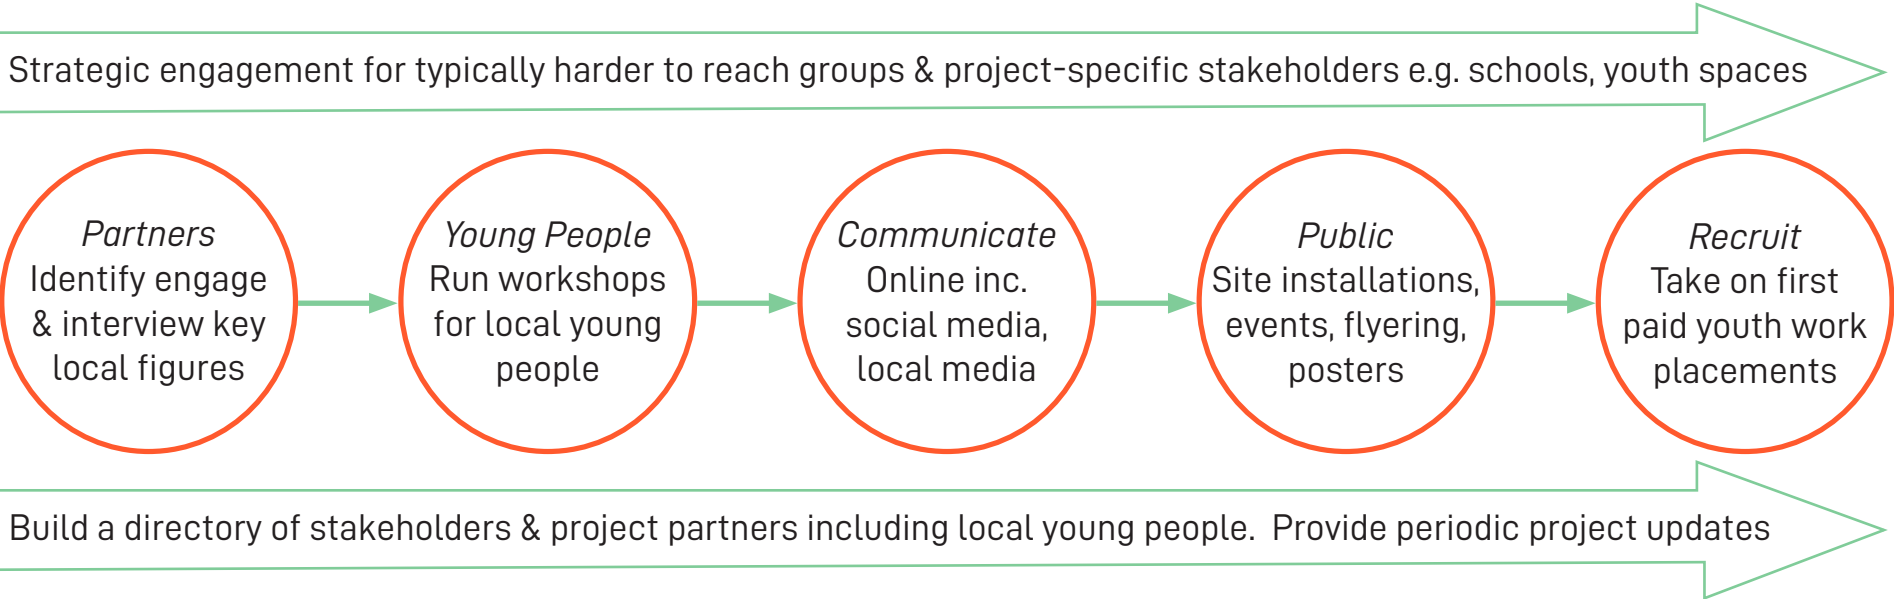 Strategic engagement for typically harder to reach groups & project-specific stakeholders e.g. schools, youth spaces
Partners
Identify engage
& interview key
local figures
Young People
Run workshops
for local young
people
Communicate
Online inc.
social media,
local media
Public
Site installations,
events, flyering,
posters
Recruit
Take on first
paid youth work
placements
Build a directory of stakeholders & project partners including local young people.  Provide periodic project updates